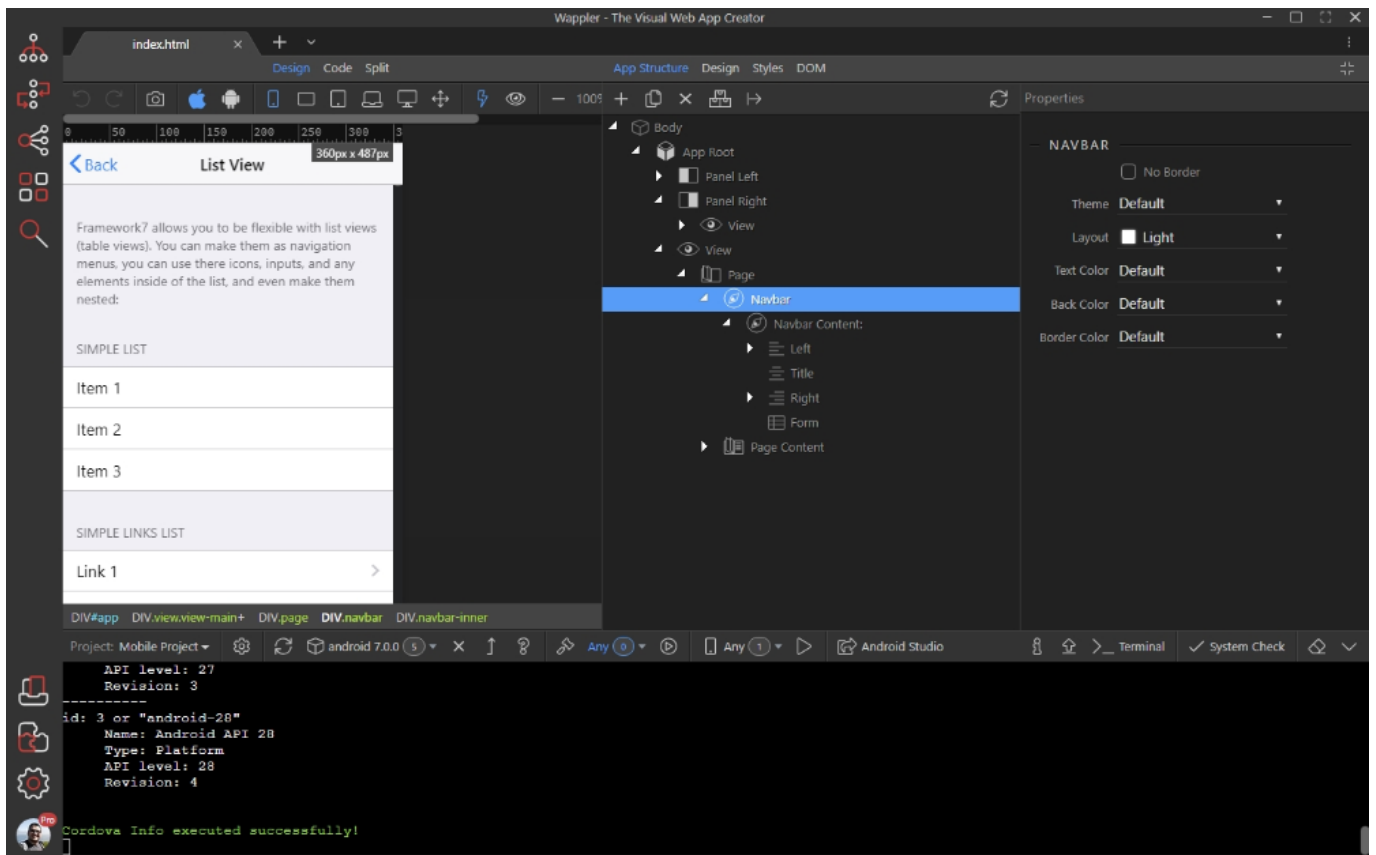 Wappler - The Visual Web App Creator
index.html
Design Code Split
App Structure Design Styles DOM
100%
Properties
0 50 100 150 200 250 300 3
360px x 487px
Back
List View
Framework7 allows you to be flexible with list views
(table views). You can make them as navigation
menus, you can use there icons, inputs, and any
elements inside of the list, and even make them
nested:
SIMPLE LIST
Item 1
Item 2
Item 3
SIMPLE LINKS LIST
Link 1
DIV#app DIV.view.view-main+ DIV.page DIV.navbar DIV.navbar-inner
Body
App Root
Panel Left
Panel Right
View
View
Page
Navbar
Navbar Content:
Left
Title
Right
Form
Page Content
NAVBAR
No Border
Theme Default
Layout Light
Text Color Default
Back Color Default
Border Color Default
Project: Mobile Project android 7.0.0 5 Any 0 Any 1 Android Studio Terminal System Check
API level: 27
Revision: 3
----------
id: 3 or "android-28"
Name: Android API 28
Type: Platform
API level: 28
Revision: 4
Cordova Info executed successfully!
Pro